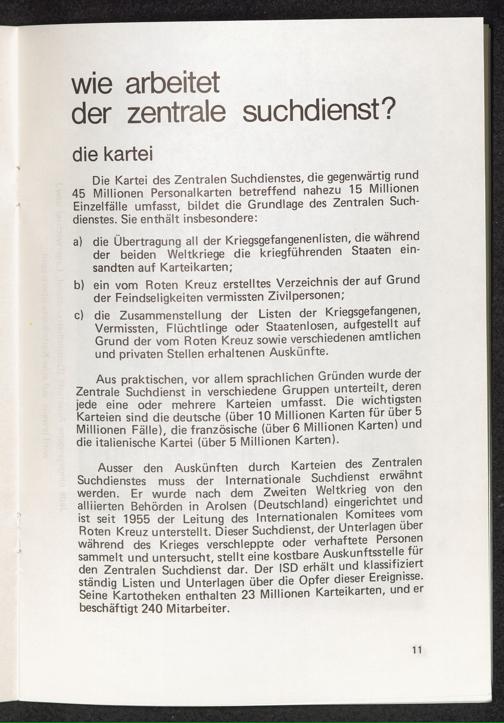 wie arbeitet
der zentrale suchdienst?
die kartei
Die Kartei des Zentralen Suchdienstes, die gegenwärtig rund
45 Millionen Personalkarten betreffend nahezu 15 Millionen
Einzelfälle umfasst, bildet die Grundlage des Zentralen Such-
dienstes. Sie enthält insbesondere:
a) die Übertragung all der Kriegsgefangenenlisten, die während
der beiden Weltkriege die kriegführenden Staaten ein-
sandten auf Karteikarten;
b) ein vom Roten Kreuz erstelltes Verzeichnis der auf Grund
der Feindseligkeiten vermissten Zivilpersonen;
c) die Zusammenstellung der Listen der Kriegsgefangenen,
Vermissten, Flüchtlinge oder Staatenlosen, aufgestellt auf
Grund der vom Roten Kreuz sowie verschiedenen amtlichen
und privaten Stellen erhaltenen Auskünfte.
Aus praktischen, vor allem sprachlichen Gründen wurde der
Zentrale Suchdienst in verschiedene Gruppen unterteilt, deren
jede eine oder mehrere Karteien umfasst. Die wichtigsten
Karteien sind die deutsche (über 10 Millionen Karten für über 5
Millionen Fälle), die französische (über 6 Millionen Karten) und
die italienische Kartei (über 5 Millionen Karten).
Ausser den Auskünften durch Karteien des Zentralen
Suchdienstes muss der Internationale Suchdienst erwähnt
werden. Er wurde nach dem Zweiten Weltkrieg von den
alliierten Behörden in Arolsen (Deutschland) eingerichtet und
ist seit 1955 der Leitung des Internationalen Komitees vom
Roten Kreuz unterstellt. Dieser Suchdienst, der Unterlagen über
während des Krieges verschleppte oder verhaftete Personen
sammelt und untersucht, stellt eine kostbare Auskunftsstelle für
den Zentralen Suchdienst dar. Der ISD erhält und klassifiziert
ständig Listen und Unterlagen über die Opfer dieser Ereignisse.
Seine Kartotheken enthalten 23 Millionen Karteikarten, und er
beschäftigt 240 Mitarbeiter.
11